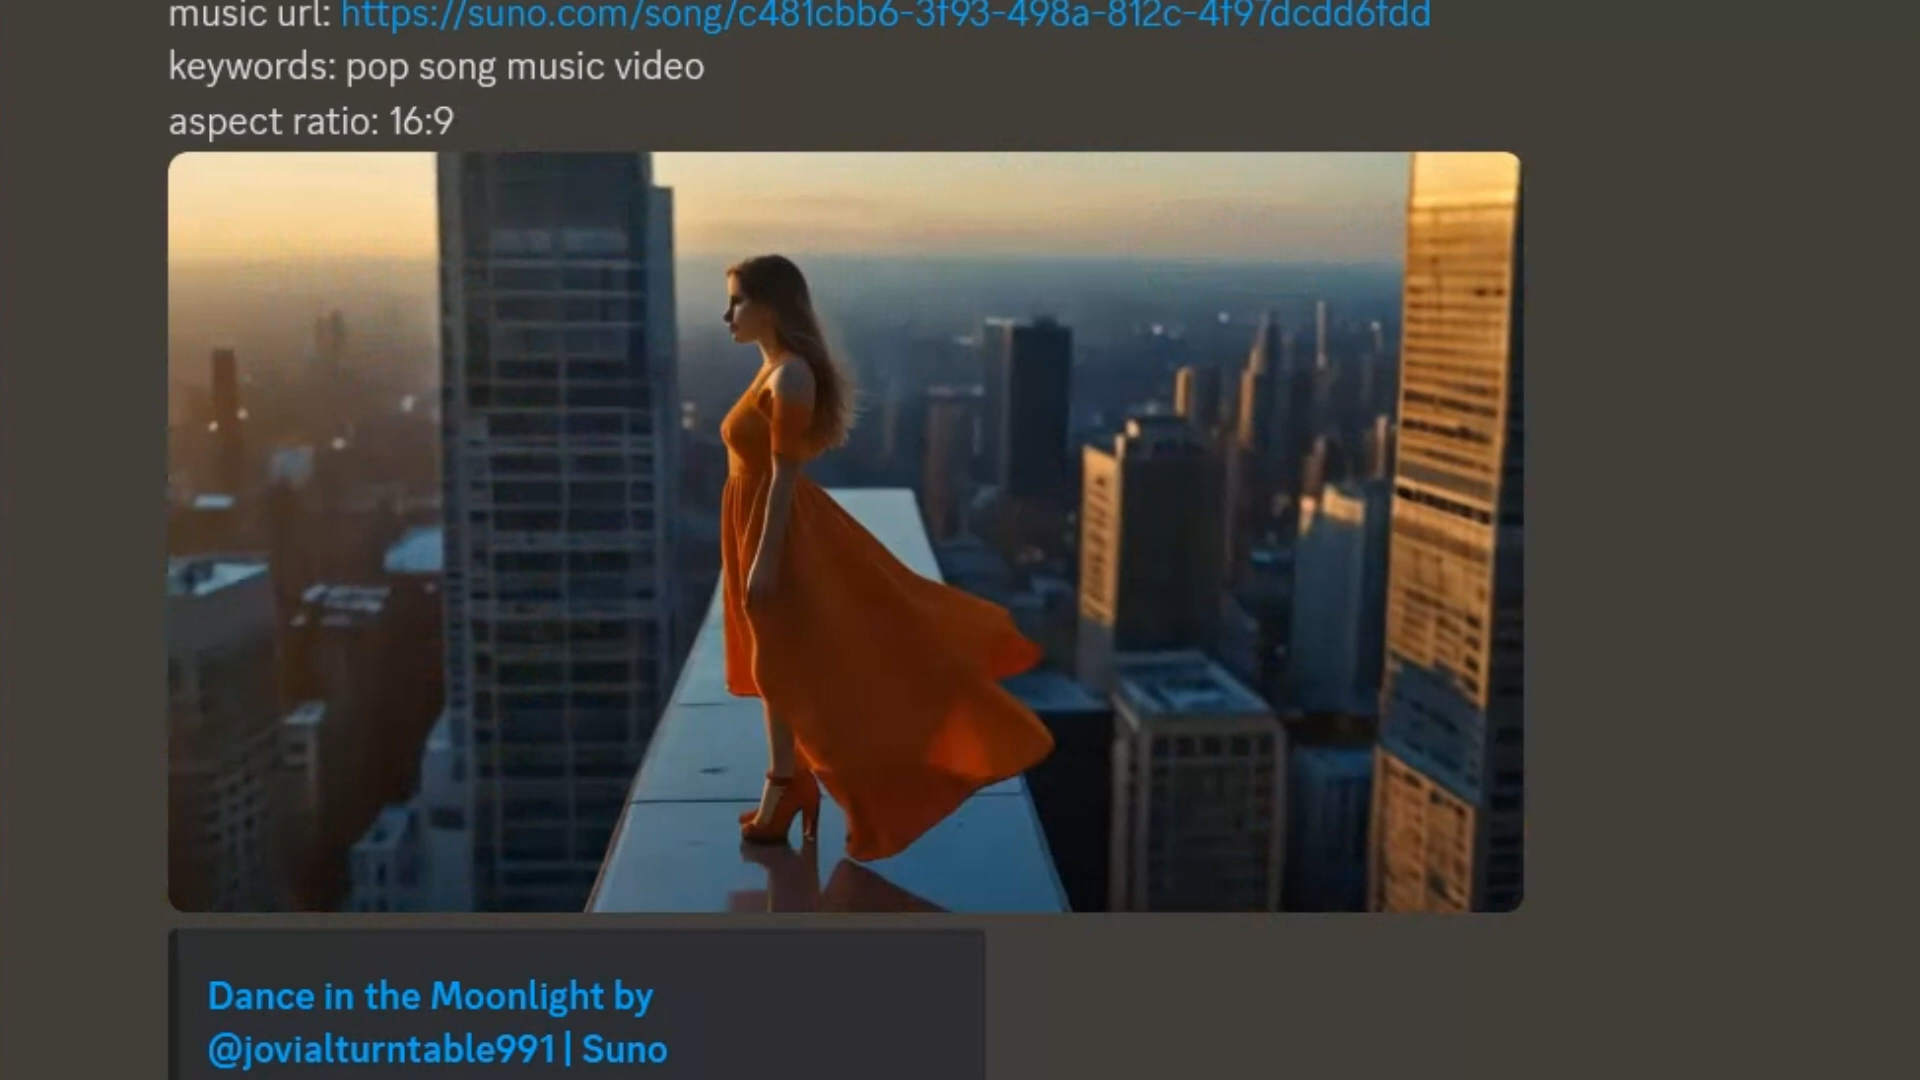 music url: https://suno.com/song/c481cbb6-3f93-498a-812c-4f97dcdd6fdd
keywords: pop song music video
aspect ratio: 16:9
Dance in the Moonlight by
@jovialturntable991 | Suno